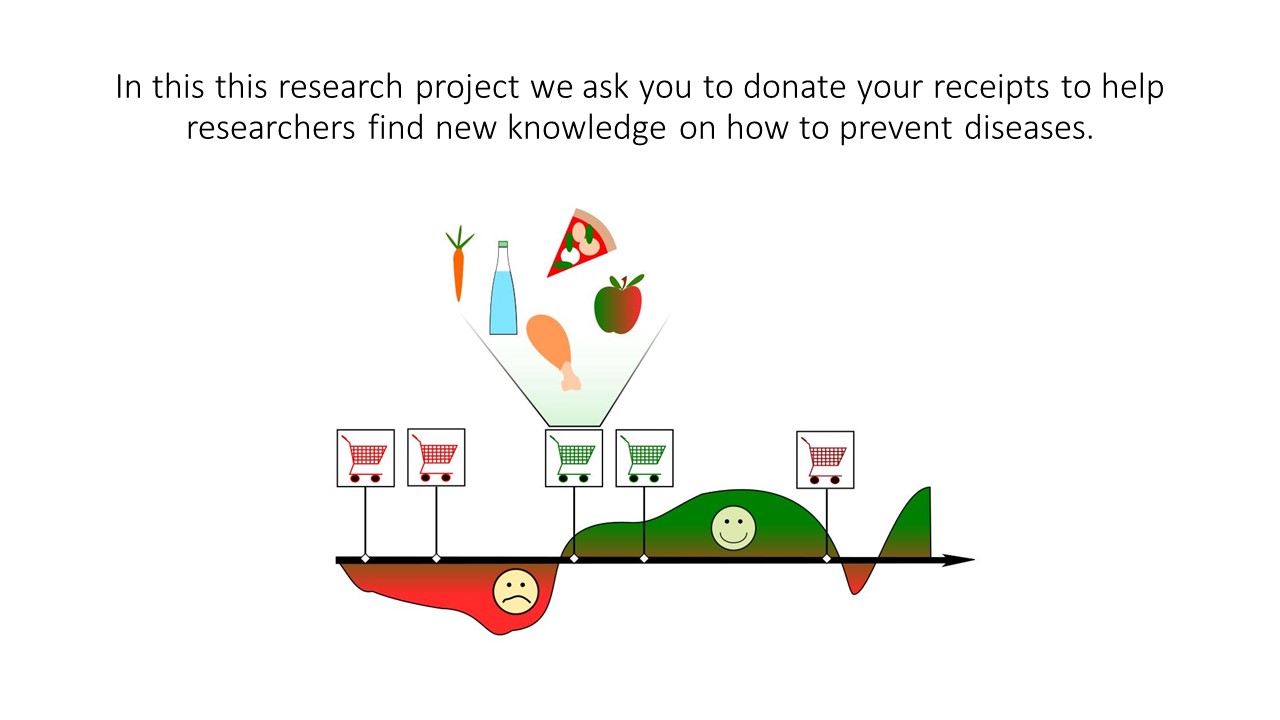 In this this research project we ask you to donate your receipts to help
researchers find new knowledge on how to prevent diseases.